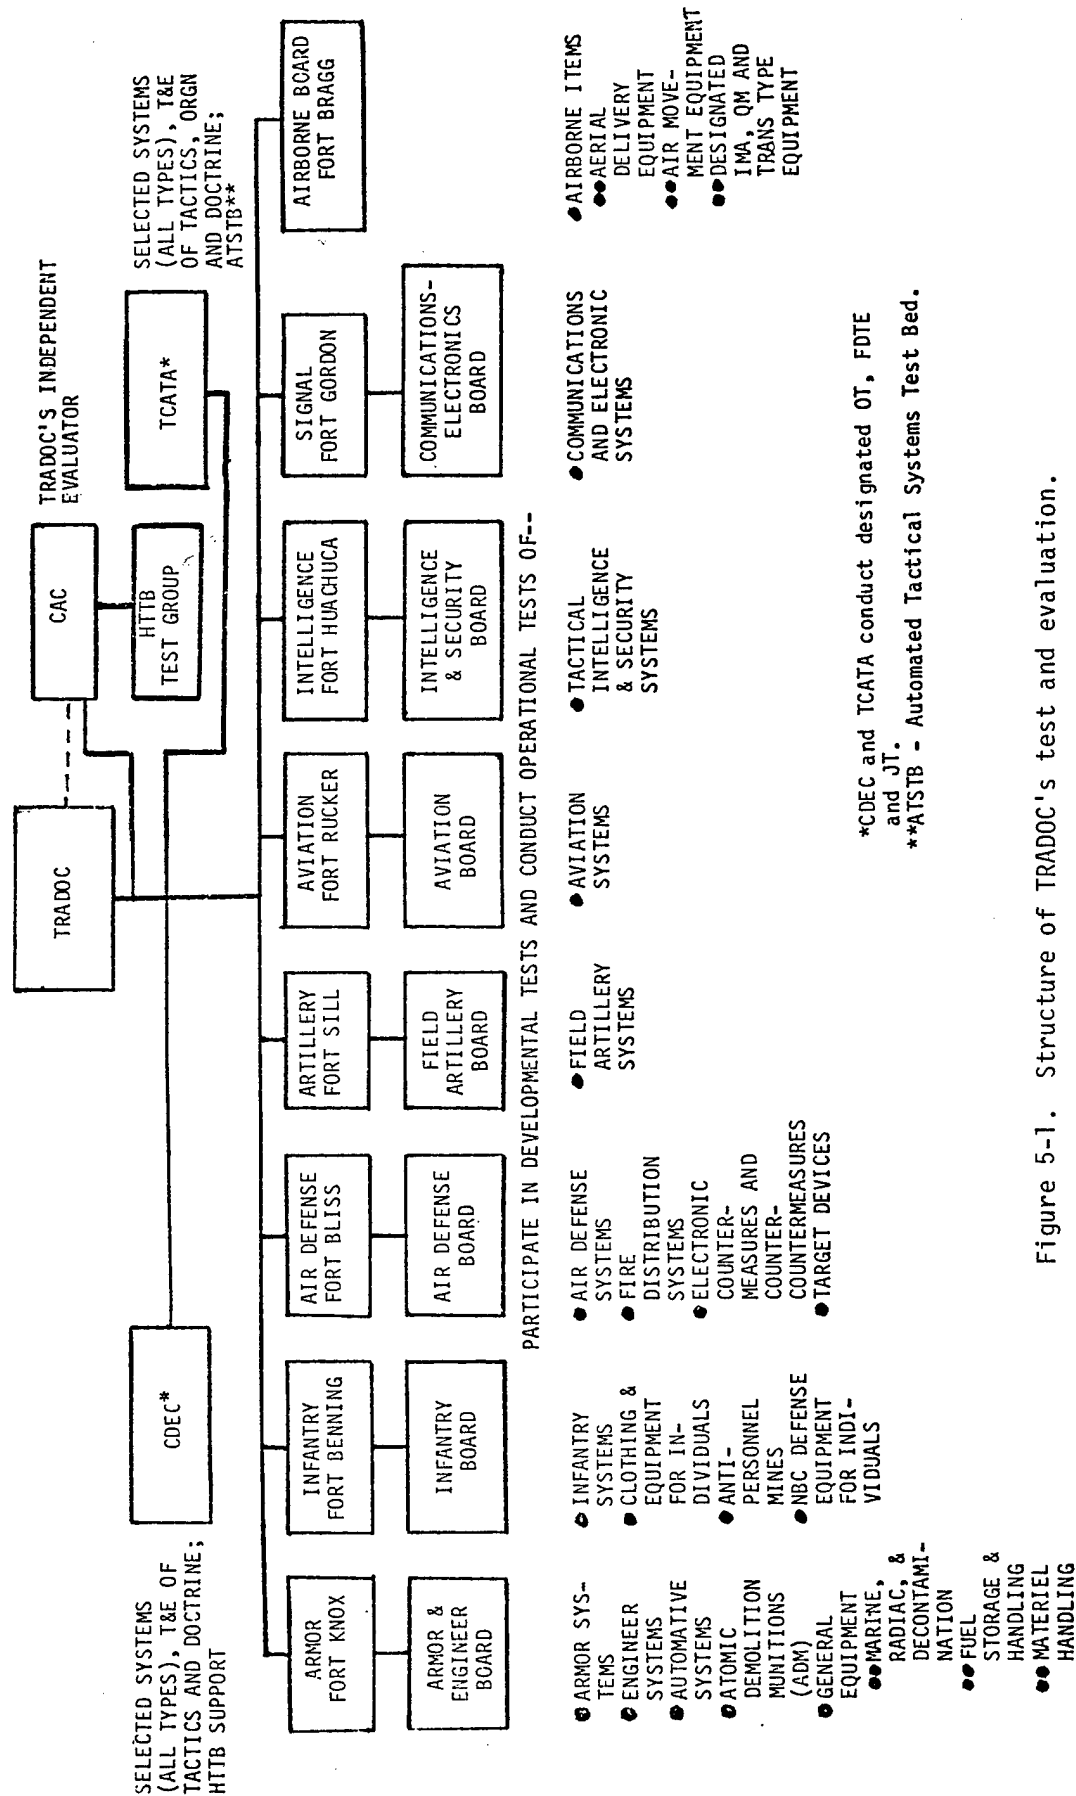 TRADOC
CAC
TRADOC'S INDEPENDENT
EVALUATOR
HTTB
TEST GROUP
SELECTED SYSTEMS
(ALL TYPES), T&E OF
TACTICS AND DOCTRINE;
HTTB SUPPORT
CDEC*
TCATA*
SELECTED SYSTEMS
(ALL TYPES), T&E
OF TACTICS, ORGN
AND DOCTRINE;
ATSTB**
ARMOR
FORT KNOX
INFANTRY
FORT BENNING
AIR DEFENSE
FORT BLISS
ARTILLERY
FORT SILL
AVIATION
FORT RUCKER
INTELLIGENCE
FORT HUACHUCA
SIGNAL
FORT GORDON
AIRBORNE BOARD
FORT BRAGG
ARMOR &
ENGINEER
BOARD
INFANTRY
BOARD
AIR DEFENSE
BOARD
FIELD
ARTILLERY
BOARD
AVIATION
BOARD
INTELLIGENCE
& SECURITY
BOARD
COMMUNICATIONS-
ELECTRONICS
BOARD
PARTICIPATE IN DEVELOPMENTAL TESTS AND CONDUCT OPERATIONAL TESTS OF--
●ARMOR SYS-
TEMS
●ENGINEER
SYSTEMS
●AUTOMATIVE
SYSTEMS
●ATOMIC
DEMOLITION
MUNITIONS
(ADM)
●GENERAL
EQUIPMENT
●●MARINE,
RADIAC, &
DECONTAMI-
NATION
●●FUEL
STORAGE &
HANDLING
●●MATERIEL
HANDLING
●INFANTRY
SYSTEMS
●CLOTHING &
EQUIPMENT
FOR IN-
DIVIDUALS
●ANTI-
PERSONNEL
MINES
●NBC DEFENSE
EQUIPMENT
FOR INDI-
VIDUALS
●AIR DEFENSE
SYSTEMS
●FIRE
DISTRIBUTION
SYSTEMS
●ELECTRONIC
COUNTER-
MEASURES AND
COUNTER-
COUNTERMEASURES
●TARGET DEVICES
●FIELD
ARTILLERY
SYSTEMS
●AVIATION
SYSTEMS
●TACTICAL
INTELLIGENCE
& SECURITY
SYSTEMS
●COMMUNICATIONS
AND ELECTRONIC
SYSTEMS
●AIRBORNE ITEMS
●●AERIAL
DELIVERY
EQUIPMENT
●●AIR MOVE-
MENT EQUIPMENT
●●DESIGNATED
IMA, QM AND
TRANS TYPE
EQUIPMENT
*CDEC and TCATA conduct designated OT, FDTE
and JT.
**ATSTB - Automated Tactical Systems Test Bed.
Figure 5-1. Structure of TRADOC's test and evaluation.